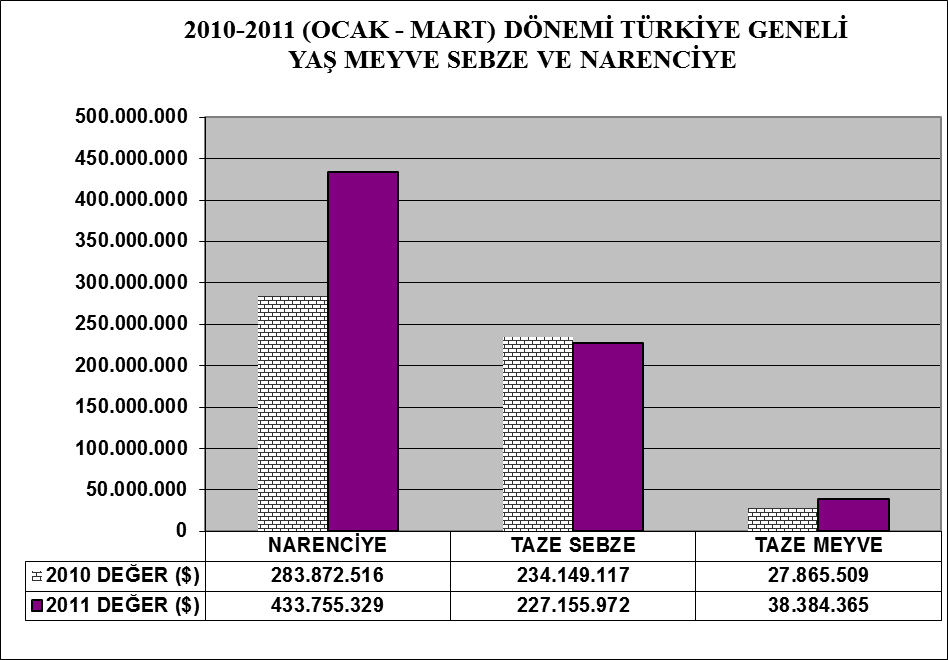 2010-2011 (OCAK - MART) DÖNEMİ TÜRKİYE GENELİ
YAŞ MEYVE SEBZE VE NARENCİYE
500.000.000
450.000.000
400.000.000
350.000.000
300.000.000
250.000.000
200.000.000
150.000.000
100.000.000
50.000.000
0
NARENCİYE TAZE SEBZE TAZE MEYVE
2010 DEĞER ($) 283.872.516 234.149.117 27.865.509
2011 DEĞER ($) 433.755.329 227.155.972 38.384.365